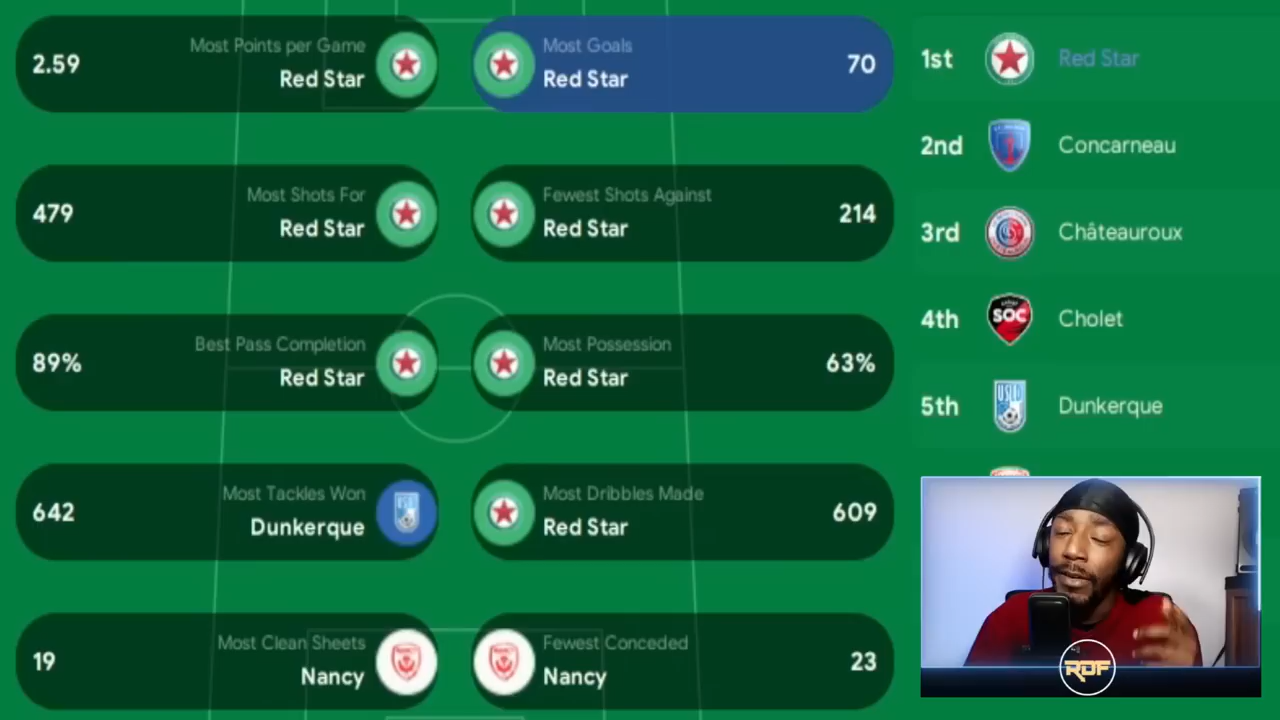 2.59
Most Points per Game
Red Star
Most Goals
Red Star
70
479
Most Shots For
Red Star
Fewest Shots Against
Red Star
214
89%
Best Pass Completion
Red Star
Most Possession
Red Star
63%
642
Most Tackles Won
Dunkerque
Most Dribbles Made
Red Star
609
19
Most Clean Sheets
Nancy
Fewest Conceded
Nancy
23
1st
Red Star
2nd
Concarneau
3rd
Châteauroux
4th
SOC
Cholet
5th
USLD
Dunkerque
RDF